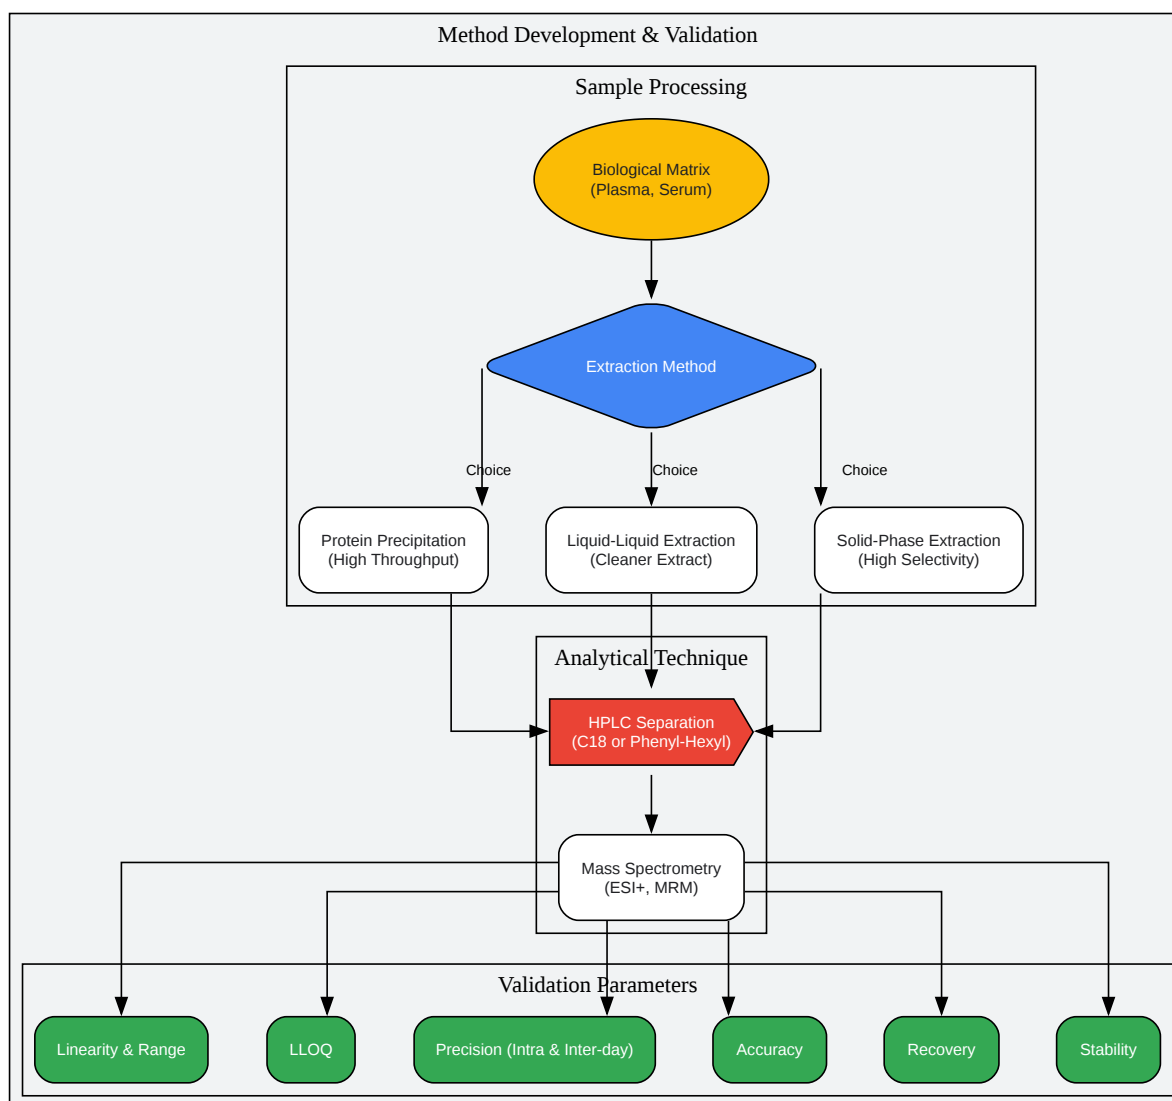 Method Development & Validation
Sample Processing
Biological Matrix
(Plasma, Serum)
Extraction Method
Choice
Choice
Choice
Protein Precipitation
(High Throughput)
Liquid-Liquid Extraction
(Cleaner Extract)
Solid-Phase Extraction
(High Selectivity)
Analytical Technique
HPLC Separation
(C18 or Phenyl-Hexyl)
Mass Spectrometry
(ESI+, MRM)
Validation Parameters
Linearity & Range
LLOQ
Precision (Intra & Inter-day)
Accuracy
Recovery
Stability